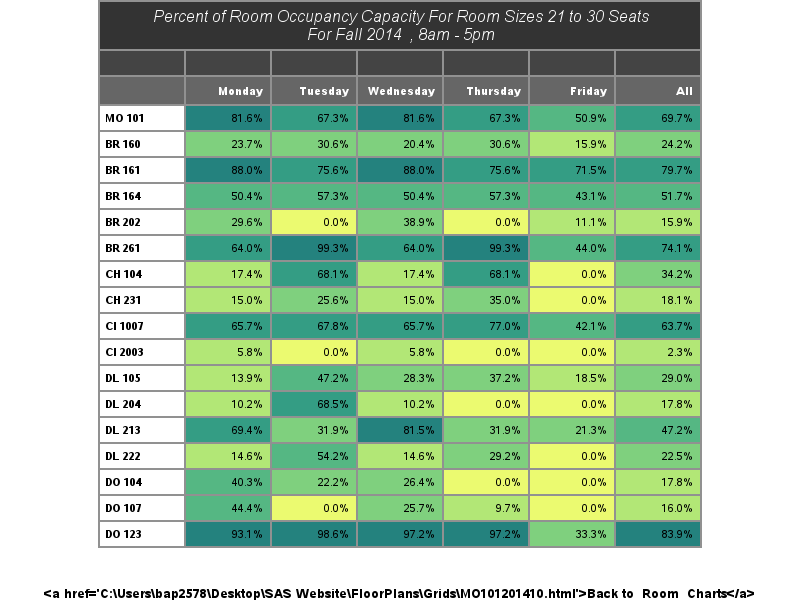 Percent of Room Occupancy Capacity For Room Sizes 21 to 30 Seats
For Fall 2014 , 8am - 5pm
Monday Tuesday Wednesday Thursday Friday All
MO 101 81.6% 67.3% 81.6% 67.3% 50.9% 69.7%
BR 160 23.7% 30.6% 20.4% 30.6% 15.9% 24.2%
BR 161 88.0% 75.6% 88.0% 75.6% 71.5% 79.7%
BR 164 50.4% 57.3% 50.4% 57.3% 43.1% 51.7%
BR 202 29.6% 0.0% 38.9% 0.0% 11.1% 15.9%
BR 261 64.0% 99.3% 64.0% 99.3% 44.0% 74.1%
CH 104 17.4% 68.1% 17.4% 68.1% 0.0% 34.2%
CH 231 15.0% 25.6% 15.0% 35.0% 0.0% 18.1%
CI 1007 65.7% 67.8% 65.7% 77.0% 42.1% 63.7%
CI 2003 5.8% 0.0% 5.8% 0.0% 0.0% 2.3%
DL 105 13.9% 47.2% 28.3% 37.2% 18.5% 29.0%
DL 204 10.2% 68.5% 10.2% 0.0% 0.0% 17.8%
DL 213 69.4% 31.9% 81.5% 31.9% 21.3% 47.2%
DL 222 14.6% 54.2% 14.6% 29.2% 0.0% 22.5%
DO 104 40.3% 22.2% 26.4% 0.0% 0.0% 17.8%
DO 107 44.4% 0.0% 25.7% 9.7% 0.0% 16.0%
DO 123 93.1% 98.6% 97.2% 97.2% 33.3% 83.9%
<a href='C:\Users\bap2578\Desktop\SAS Website\FloorPlans\Grids\MO101201410.html'>Back to Room Charts</a>